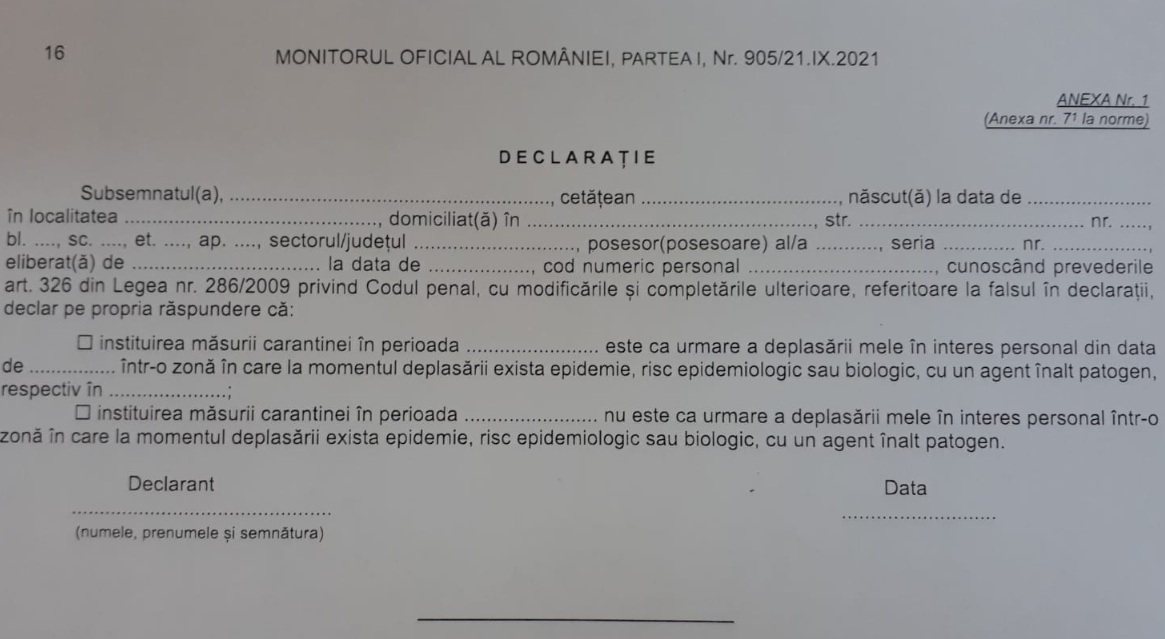 16
MONITORUL OFICIAL AL ROMÂNIEI, PARTEA I, Nr. 905/21.IX.2021
ANEXA Nr. 1
(Anexa nr. 7¹ la norme)
DECLARAȚIE
Subsemnatul(a), ......................................................, cetățean .................................., născut(ă) la data de .....................
în localitatea ..........................................., domiciliat(ă) în ................................................, str. ...................................... nr. .....,
bl. ...., sc. ...., et. ...., ap. ...., sectorul/județul ..........................., posesor(posesoare) al/a ..........., seria ............ nr. ................,
eliberat(ă) de ................................ la data de ................., cod numeric personal ..............................., cunoscând prevederile
art. 326 din Legea nr. 286/2009 privind Codul penal, cu modificările și completările ulterioare, referitoare la falsul în declarații,
declar pe propria răspundere că:
☐ instituirea măsurii carantinei în perioada ....................... este ca urmare a deplasării mele în interes personal din data
de ............... într-o zonă în care la momentul deplasării exista epidemie, risc epidemiologic sau biologic, cu un agent înalt patogen,
respectiv în ....................;
☐ instituirea măsurii carantinei în perioada ....................... nu este ca urmare a deplasării mele în interes personal într-o
zonă în care la momentul deplasării exista epidemie, risc epidemiologic sau biologic, cu un agent înalt patogen.
Declarant
Data
.............................................
...........................
(numele, prenumele și semnătura)